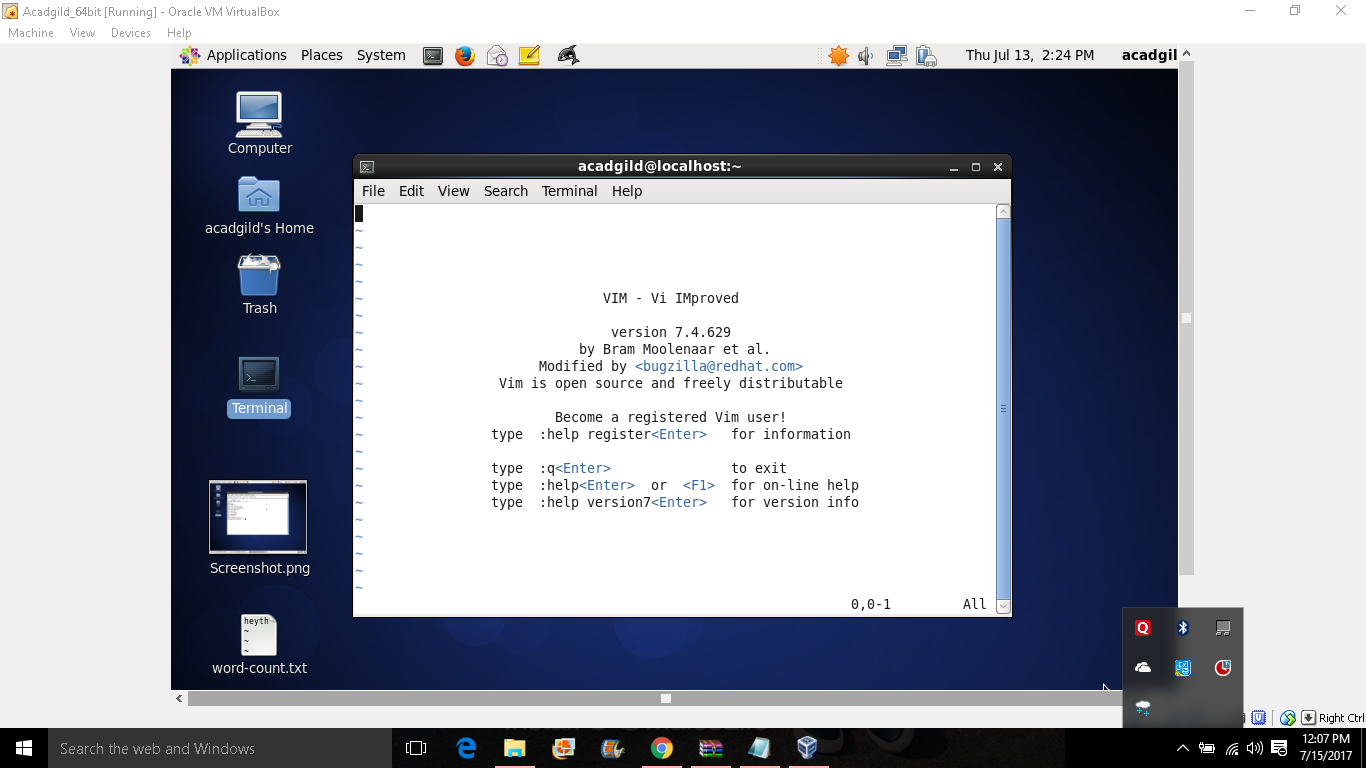 Acadgild_64bit [Running] - Oracle VM VirtualBox
Machine View Devices Help
Applications Places System Thu Jul 13, 2:24 PM acadgil
Computer
acadgild's Home
Trash
Terminal
Screenshot.png
heyth
~
~
~
word-count.txt
acadgild@localhost:~
File Edit View Search Terminal Help
~
~
~
~
~ VIM - Vi IMproved
~
~ version 7.4.629
~ by Bram Moolenaar et al.
~ Modified by <bugzilla@redhat.com>
~ Vim is open source and freely distributable
~
~ Become a registered Vim user!
~ type :help register<Enter> for information
~
~ type :q<Enter> to exit
~ type :help<Enter> or <F1> for on-line help
~ type :help version7<Enter> for version info
~
~
~
~
~
0,0-1 All
Right Ctrl
Search the web and Windows
12:07 PM
7/15/2017